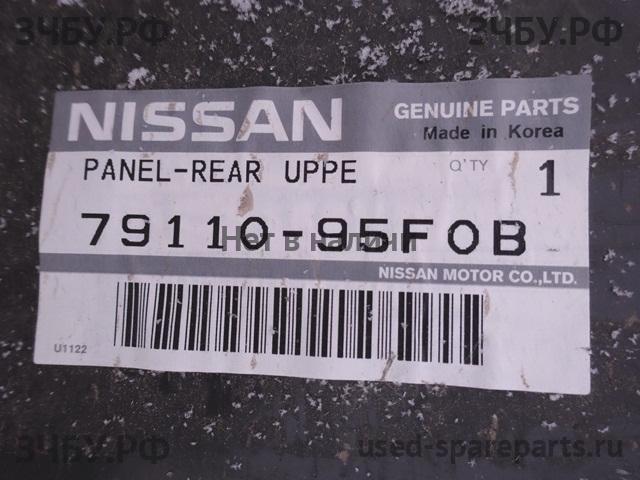 ЗЧБУ.РФ
ЗЧБУ.РФ
NISSAN
GENUINE PARTS
Made in Korea
PANEL-REAR UPPE
Q'TY
1
79110-95F0B
Нет в наличии
NISSAN MOTOR CO.,LTD.
U1122
ЗЧБУ.РФ
used-spareparts.ru